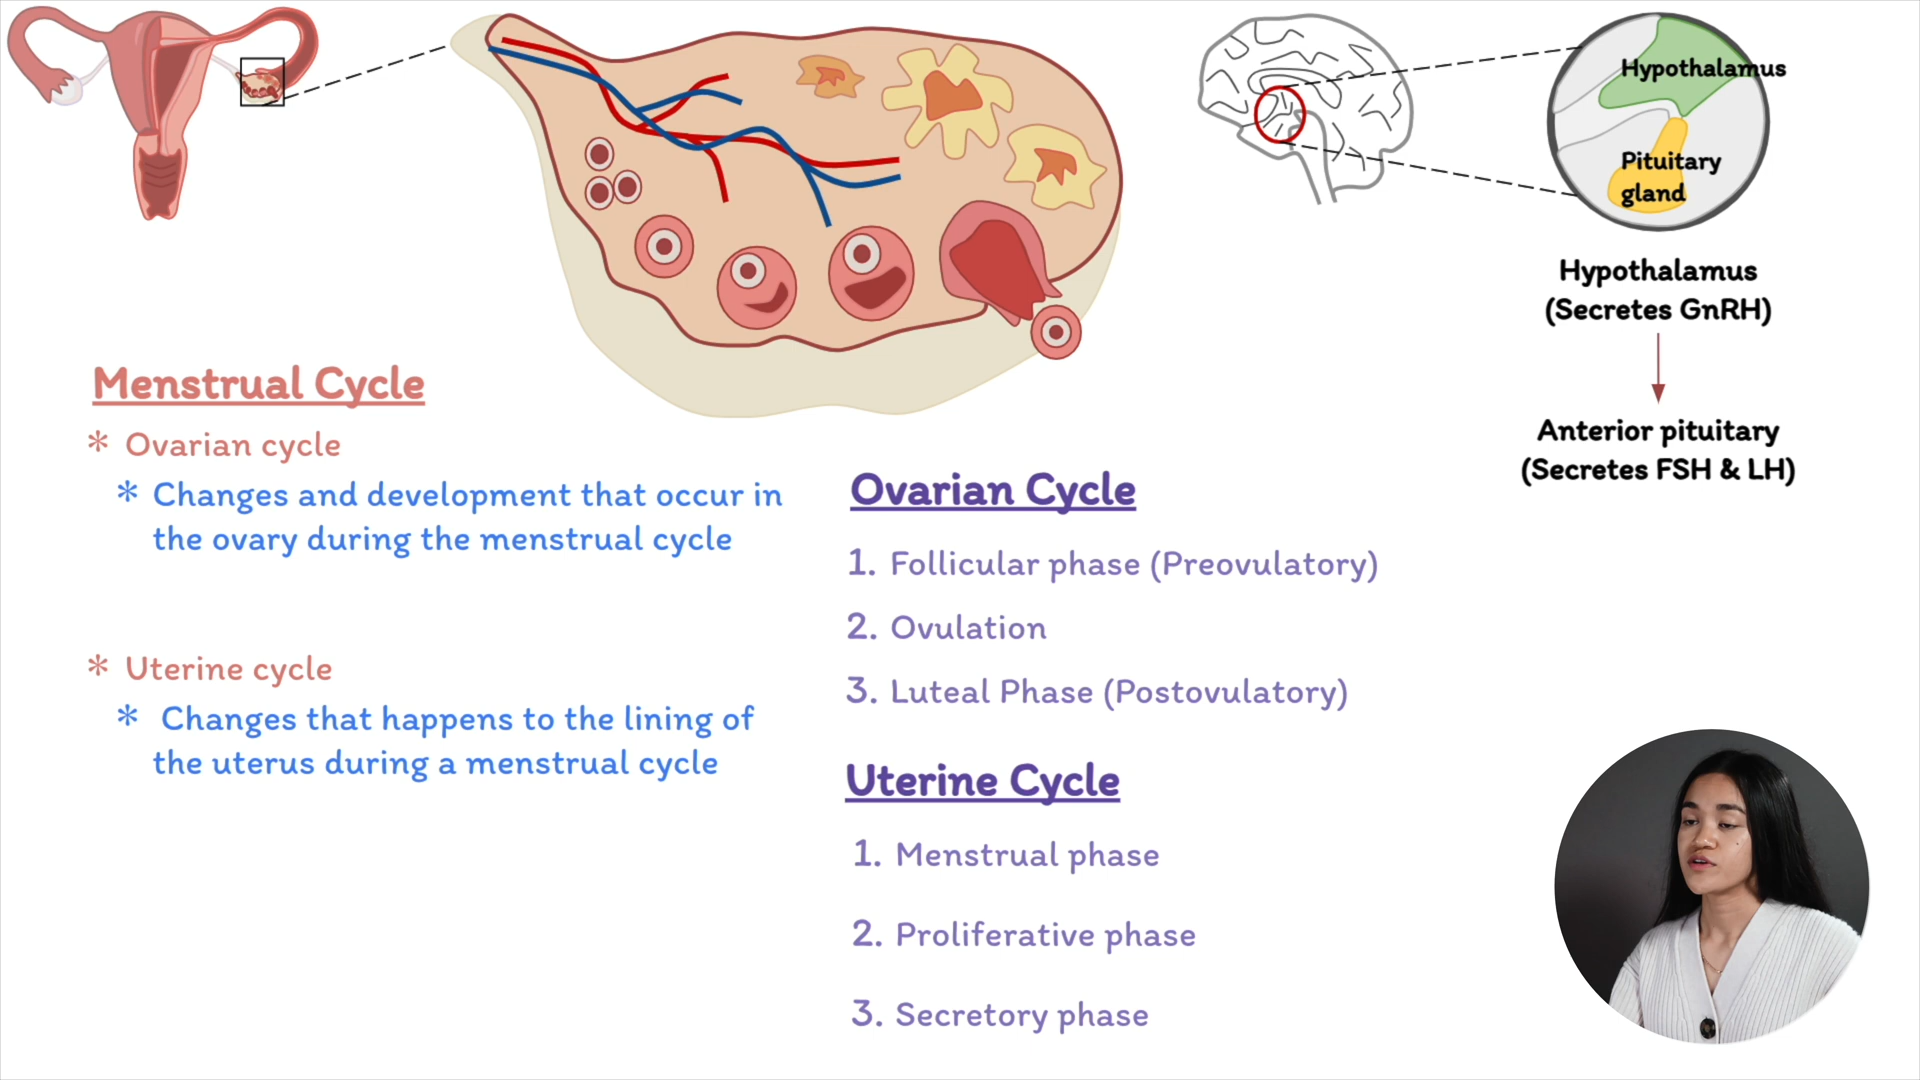 Hypothalamus
Pituitary
gland
Hypothalamus
(Secretes GnRH)
Anterior pituitary
(Secretes FSH & LH)
Menstrual Cycle
* Ovarian cycle
* Changes and development that occur in
the ovary during the menstrual cycle
* Uterine cycle
* Changes that happens to the lining of
the uterus during a menstrual cycle
Ovarian Cycle
1. Follicular phase (Preovulatory)
2. Ovulation
3. Luteal Phase (Postovulatory)
Uterine Cycle
1. Menstrual phase
2. Proliferative phase
3. Secretory phase